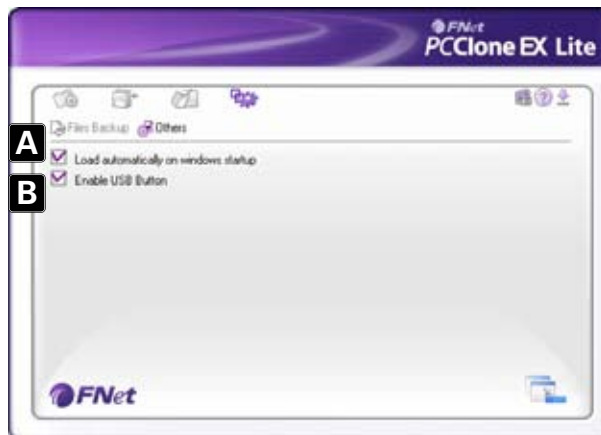 FNet
PCClone EX Lite
Files Backup Others
A
Load automatically on windows startup
B
Enable USB Button
FNet